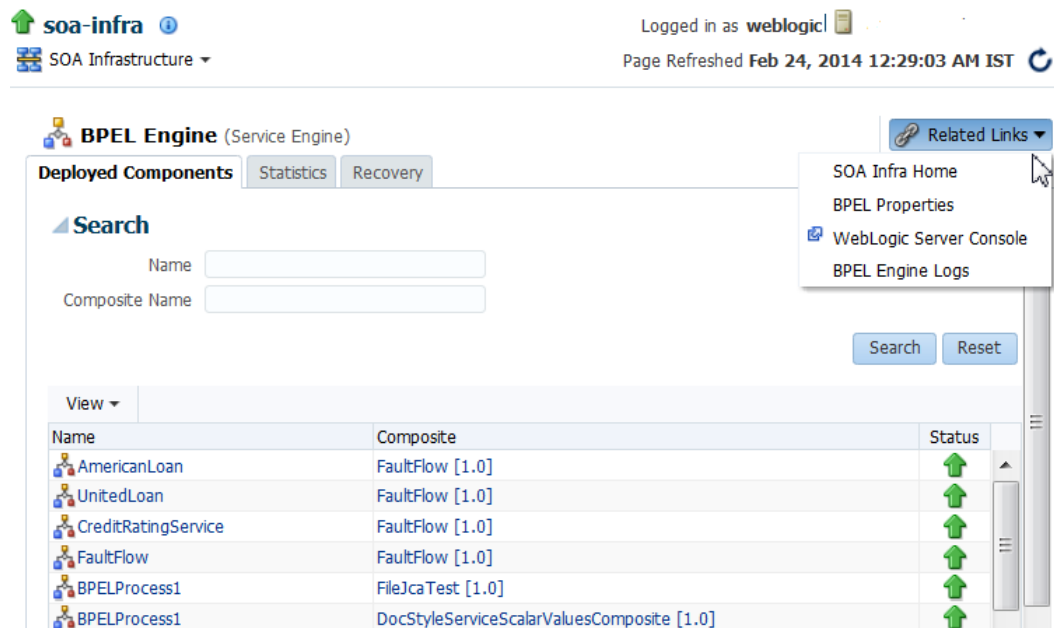 soa-infra
Logged in as weblogic
SOA Infrastructure
Page Refreshed Feb 24, 2014 12:29:03 AM IST
BPEL Engine (Service Engine)
Related Links
Deployed Components Statistics Recovery
SOA Infra Home
BPEL Properties
WebLogic Server Console
BPEL Engine Logs
Search
Name
Composite Name
Search Reset
View
Name Composite Status
AmericanLoan FaultFlow [1.0]
UnitedLoan FaultFlow [1.0]
CreditRatingService FaultFlow [1.0]
FaultFlow FaultFlow [1.0]
BPELProcess1 FileJcaTest [1.0]
BPELProcess1 DocStyleServiceScalarValuesComposite [1.0]